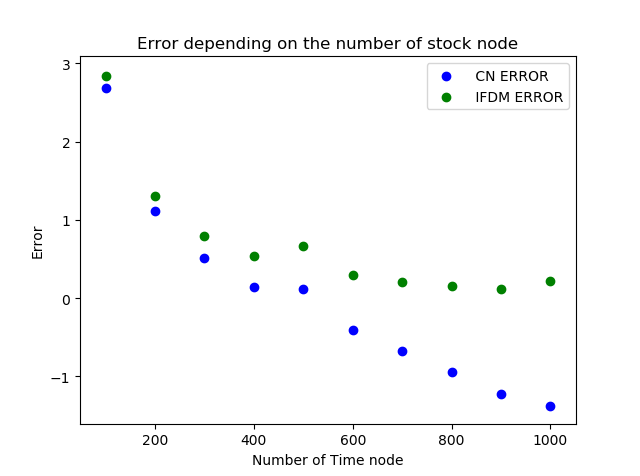 Error depending on the number of stock node
CN ERROR
IFDM ERROR
3
2
1
0
−1
Error
200 400 600 800 1000
Number of Time node